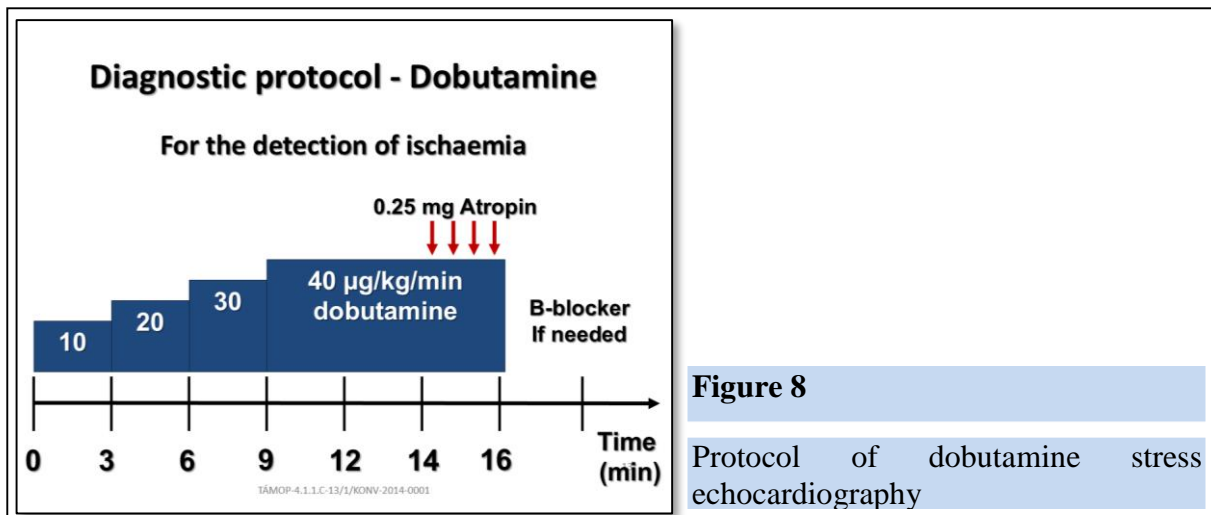 Diagnostic protocol - Dobutamine
For the detection of ischaemia
0.25 mg Atropin
10
20
30
40 µg/kg/min
dobutamine
B-blocker
If needed
0 3 6 9 12 14 16
Time
(min)
TÁMOP-4.1.1.C-13/1/KONV-2014-0001
Figure 8
Protocol of dobutamine stress
echocardiography